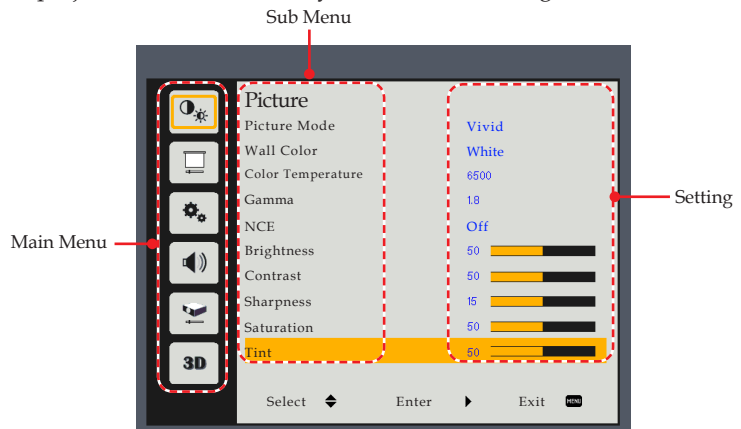 Sub Menu
Picture
Picture Mode Vivid
Wall Color White
Color Temperature 6500
Gamma 1.8
Setting
NCE Off
Main Menu
Brightness 50
Contrast 50
Sharpness 15
Saturation 50
3D
Tint 50
Select Enter Exit MENU